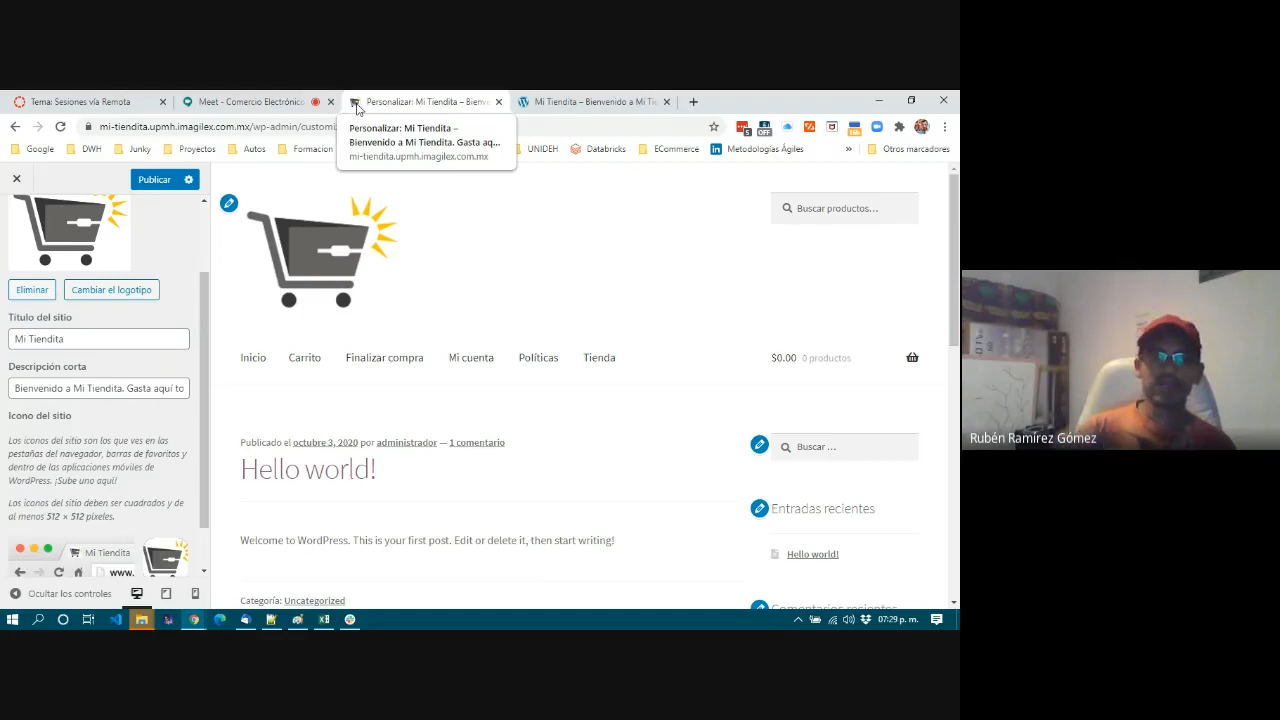 Tema: Sesiones vía Remota
Meet - Comercio Electrónico
Personalizar: Mi Tiendita – Bienve
Mi Tiendita – Bienvenido a Mi Tie
mi-tiendita.upmh.imagilex.com.mx/wp-admin/customiz
Personalizar: Mi Tiendita –
Bienvenido a Mi Tiendita. Gasta aq...
mi-tiendita.upmh.imagilex.com.mx
OFF
Google
DWH
Junky
Proyectos
Autos
Formacion
UNIDEH
Databricks
ECommerce
Metodologías Ágiles
»
Otros marcadores
Publicar
Buscar productos…
Eliminar
Cambiar el logotipo
Título del sitio
Mi Tiendita
Descripción corta
Bienvenido a Mi Tiendita. Gasta aquí to
Icono del sitio
Los iconos del sitio son los que ves en las
pestañas del navegador, barras de favoritos y
dentro de las aplicaciones móviles de
WordPress. ¡Sube uno aquí!
Los iconos del sitio deben ser cuadrados y de
al menos 512 × 512 píxeles.
Mi Tiendita
www.
Ocultar los controles
Inicio
Carrito
Finalizar compra
Mi cuenta
Políticas
Tienda
$0.00 0 productos
Publicado el octubre 3, 2020 por administrador — 1 comentario
Hello world!
Welcome to WordPress. This is your first post. Edit or delete it, then start writing!
Categoría: Uncategorized
Buscar …
Entradas recientes
Hello world!
Comentarios recientes
07:29 p. m.
Rubén Ramírez Gómez